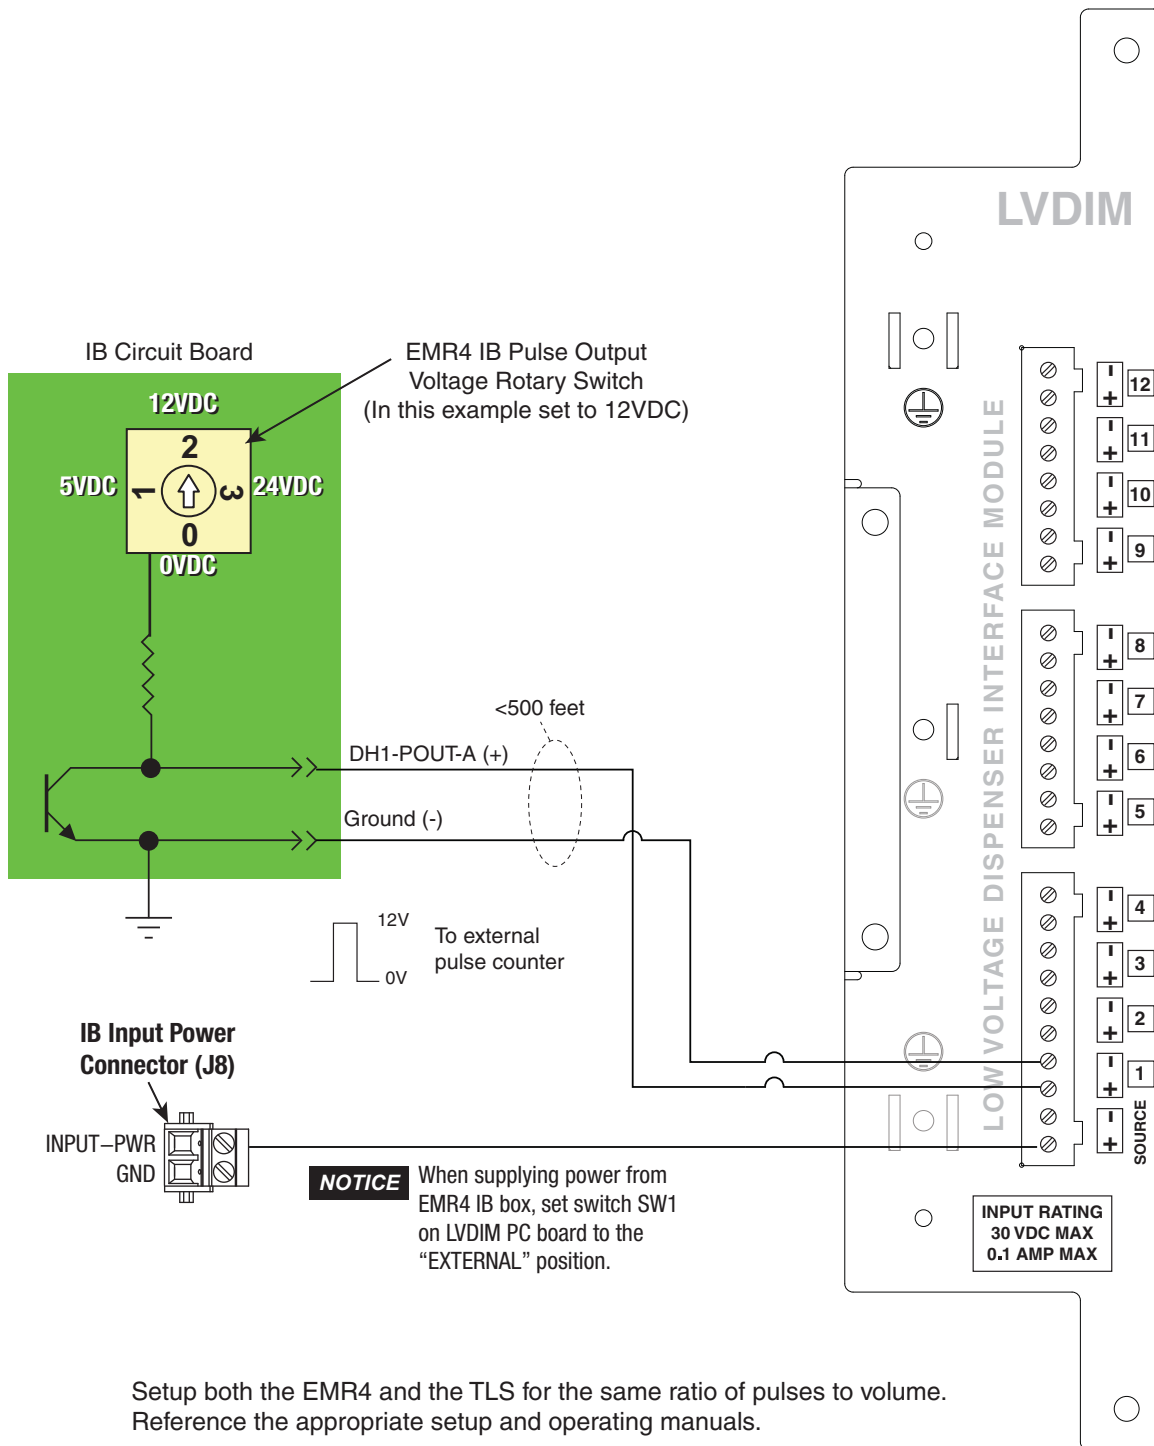 LVDIM
IB Circuit Board
EMR4 IB Pulse Output
Voltage Rotary Switch
(In this example set to 12VDC)
12VDC
2
5VDC
1
3
24VDC
0
0VDC
LOW VOLTAGE DISPENSER INTERFACE MODULE
- 12
+
- 11
+
- 10
+
- 9
+
- 8
+
- 7
+
- 6
+
- 5
+
- 4
+
- 3
+
- 2
+
- 1
+
-
+
SOURCE
<500 feet
DH1-POUT-A (+)
Ground (-)
12V
0V
To external
pulse counter
IB Input Power
Connector (J8)
INPUT–PWR
GND
NOTICE
When supplying power from
EMR4 IB box, set switch SW1
on LVDIM PC board to the
“EXTERNAL” position.
INPUT RATING
30 VDC MAX
0.1 AMP MAX
Setup both the EMR4 and the TLS for the same ratio of pulses to volume.
Reference the appropriate setup and operating manuals.